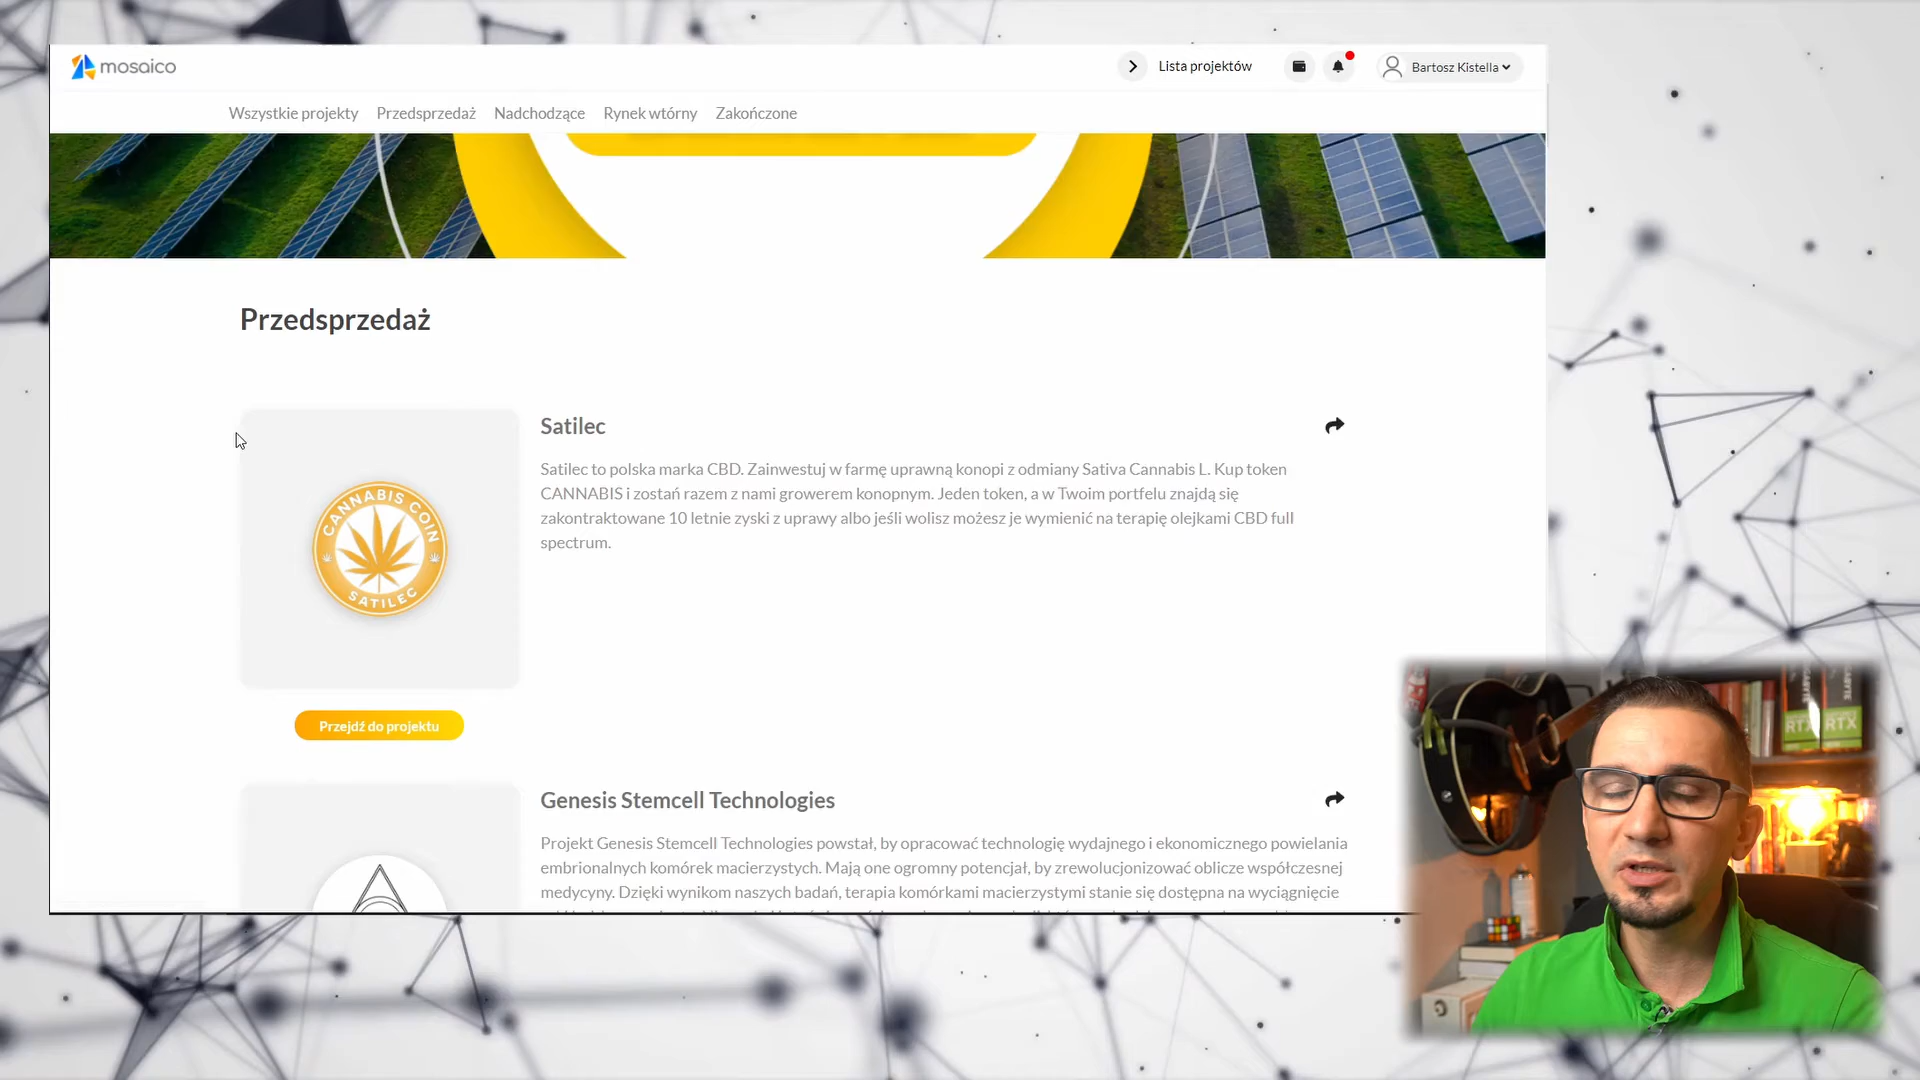 mosaico
Lista projektów
Bartosz Kistella
Wszystkie projekty
Przedsprzedaż
Nadchodzące
Rynek wtórny
Zakończone
Przedsprzedaż
CANNABIS COIN
SATILEC
Satilec
Satilec to polska marka CBD. Zainwestuj w farmę uprawną konopi z odmiany Sativa Cannabis L. Kup token
CANNABIS i zostań razem z nami growerem konopnym. Jeden token, a w Twoim portfelu znajdą się
zakontraktowane 10 letnie zyski z uprawy albo jeśli wolisz możesz je wymienić na terapię olejkami CBD full
spectrum.
Przejdź do projektu
Genesis Stemcell Technologies
Projekt Genesis Stemcell Technologies powstał, by opracować technologię wydajnego i ekonomicznego powielania
embrionalnych komórek macierzystych. Mają one ogromny potencjał, by zrewolucjonizować oblicze współczesnej
medycyny. Dzięki wynikom naszych badań, terapia komórkami macierzystymi stanie się dostępna na wyciągnięcie
RTX
RTX